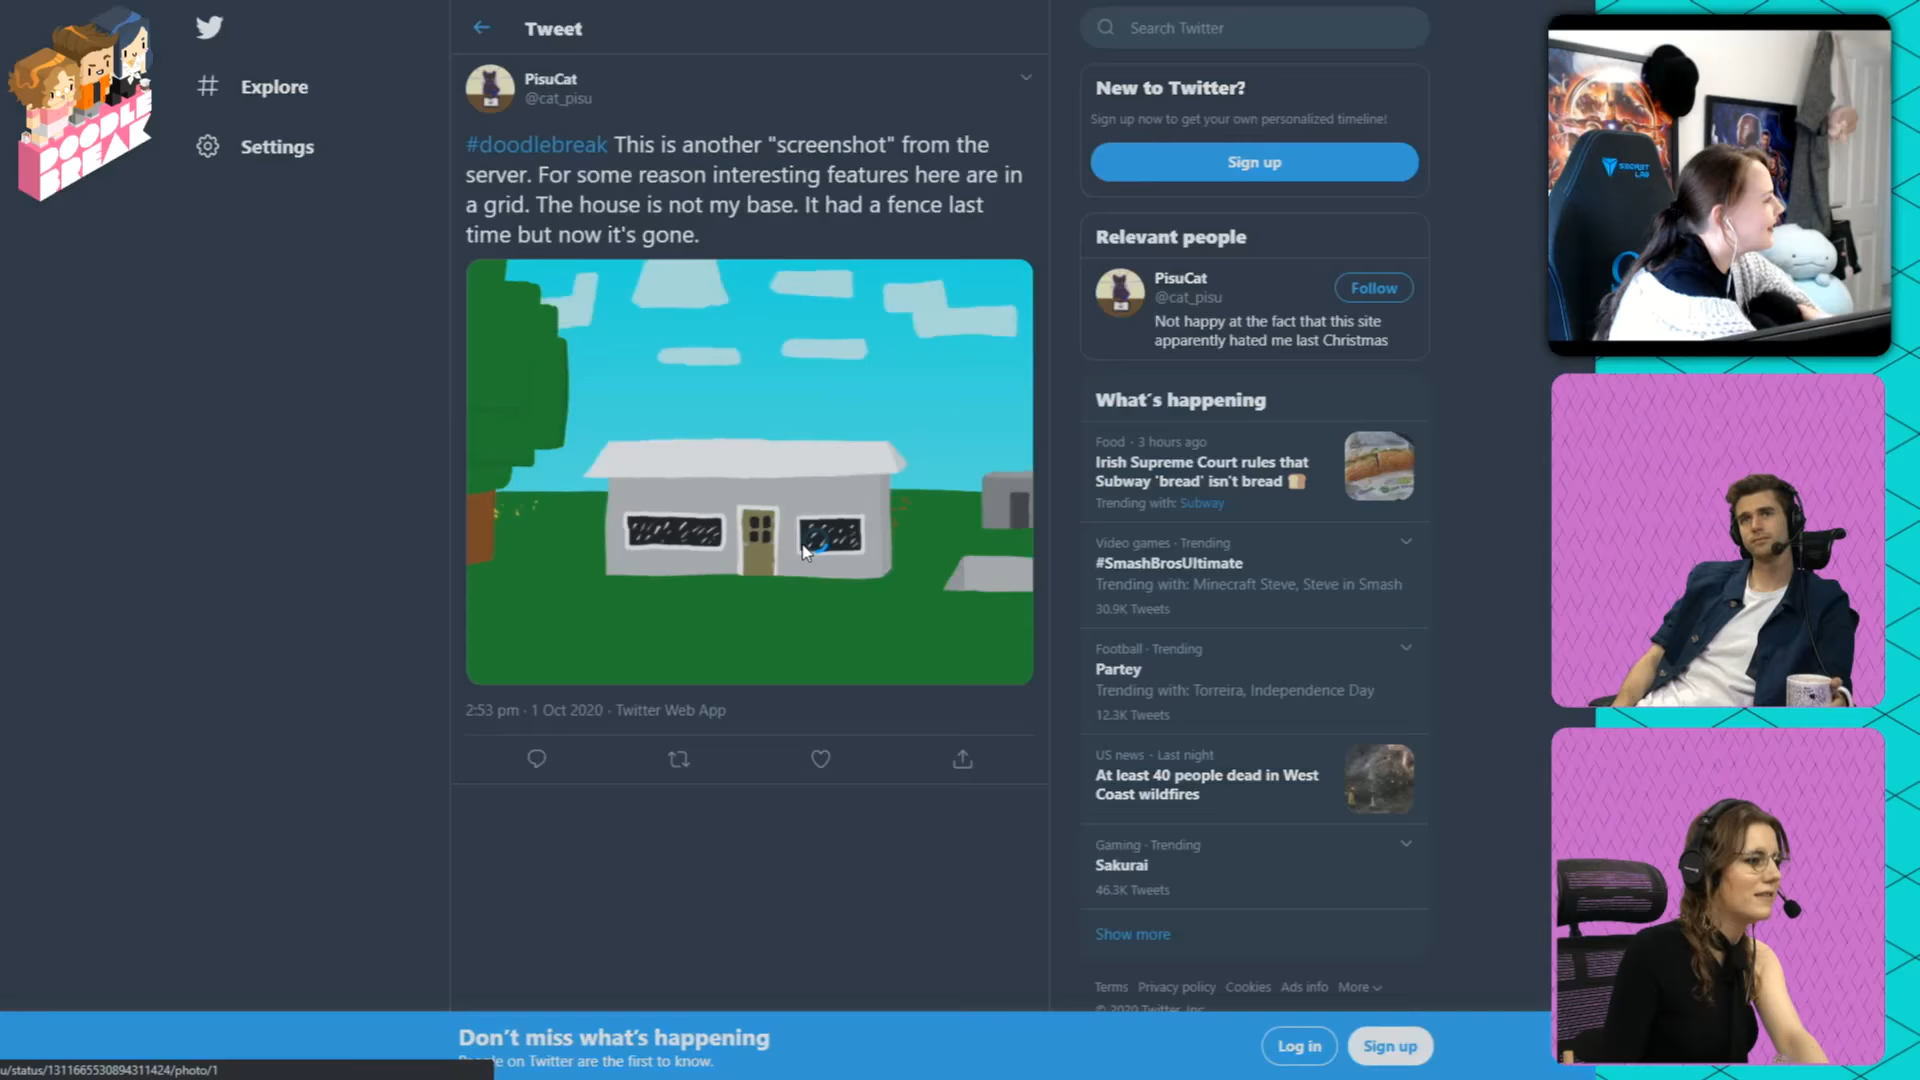 DOODLE
BREAK
Explore
Settings
Tweet
PisuCat
@cat_pisu
#doodlebreak This is another "screenshot" from the
server. For some reason interesting features here are in
a grid. The house is not my base. It had a fence last
time but now it's gone.
2:53 pm · 1 Oct 2020 · Twitter Web App
Search Twitter
New to Twitter?
Sign up now to get your own personalized timeline!
Sign up
Relevant people
PisuCat
@cat_pisu
Follow
Not happy at the fact that this site
apparently hated me last Christmas
What's happening
Food · 3 hours ago
Irish Supreme Court rules that
Subway 'bread' isn't bread 🍞
Trending with: Subway
Video games · Trending
#SmashBrosUltimate
Trending with: Minecraft Steve, Steve in Smash
30.9K Tweets
Football · Trending
Partey
Trending with: Torreira, Independence Day
12.3K Tweets
US news · Last night
At least 40 people dead in West
Coast wildfires
Gaming · Trending
Sakurai
46.3K Tweets
Show more
Terms Privacy policy Cookies Ads info More
© 2020 Twitter, Inc.
Don't miss what's happening
People on Twitter are the first to know.
Log in
Sign up
u/status/1311665530894311424/photo/1
SECRET
LAB